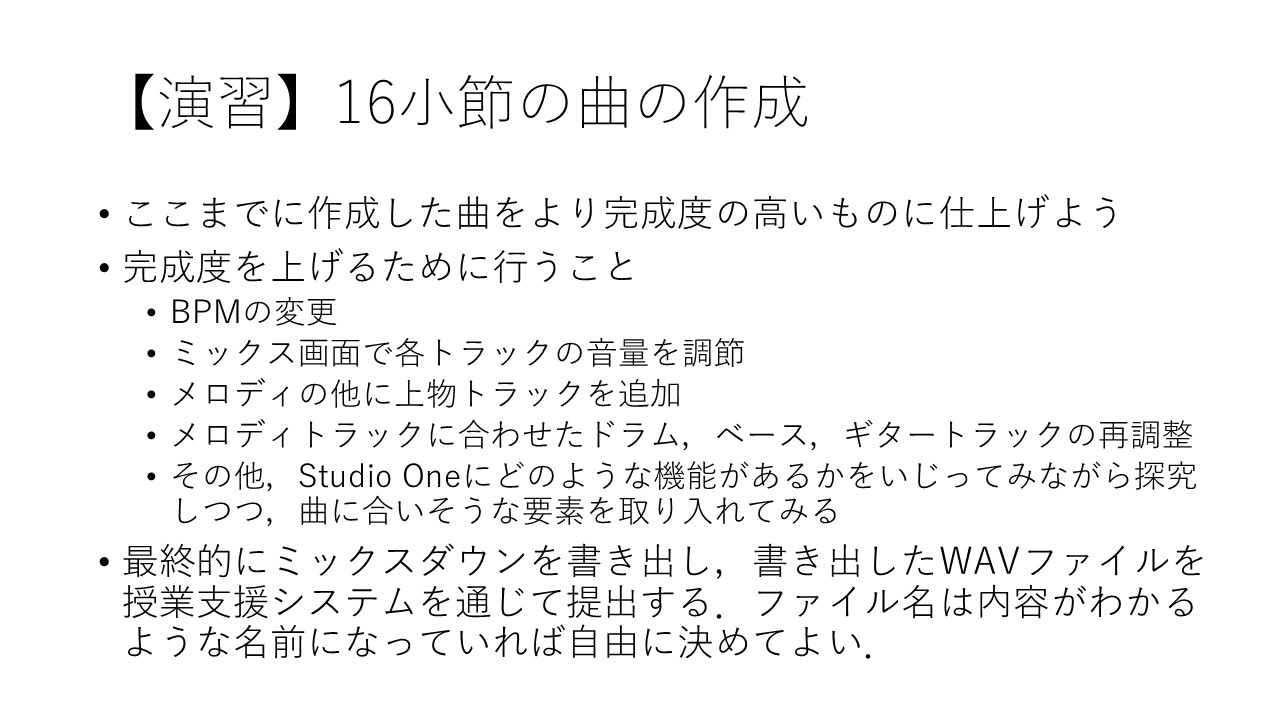 【演習】16小節の曲の作成
• ここまでに作成した曲をより完成度の高いものに仕上げよう
• 完成度を上げるために行うこと
• BPMの変更
• ミックス画面で各トラックの音量を調節
• メロディの他に上物トラックを追加
• メロディトラックに合わせたドラム，ベース，ギタートラックの再調整
• その他，Studio Oneにどのような機能があるかをいじってみながら探究
しつつ，曲に合いそうな要素を取り入れてみる
• 最終的にミックスダウンを書き出し，書き出したWAVファイルを
授業支援システムを通じて提出する．ファイル名は内容がわかる
ような名前になっていれば自由に決めてよい．